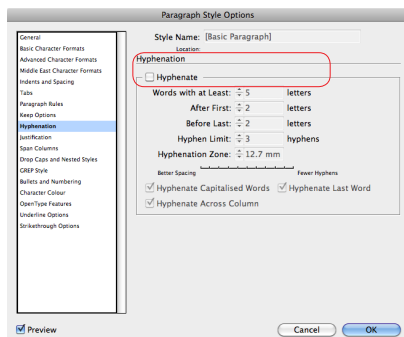 Paragraph Style Options
General
Basic Character Formats
Advanced Character Formats
Middle East Character Formats
Indents and Spacing
Tabs
Paragraph Rules
Keep Options
Hyphenation
Justification
Span Columns
Drop Caps and Nested Styles
GREP Style
Bullets and Numbering
Character Colour
OpenType Features
Underline Options
Strikethrough Options
Style Name: [Basic Paragraph]
Location:
Hyphenation
Hyphenate
Words with at Least: 5 letters
After First: 2 letters
Before Last: 2 letters
Hyphen Limit: 3 hyphens
Hyphenation Zone: 12.7 mm
Better Spacing Fewer Hyphens
Hyphenate Capitalised Words Hyphenate Last Word
Hyphenate Across Column
Preview Cancel OK